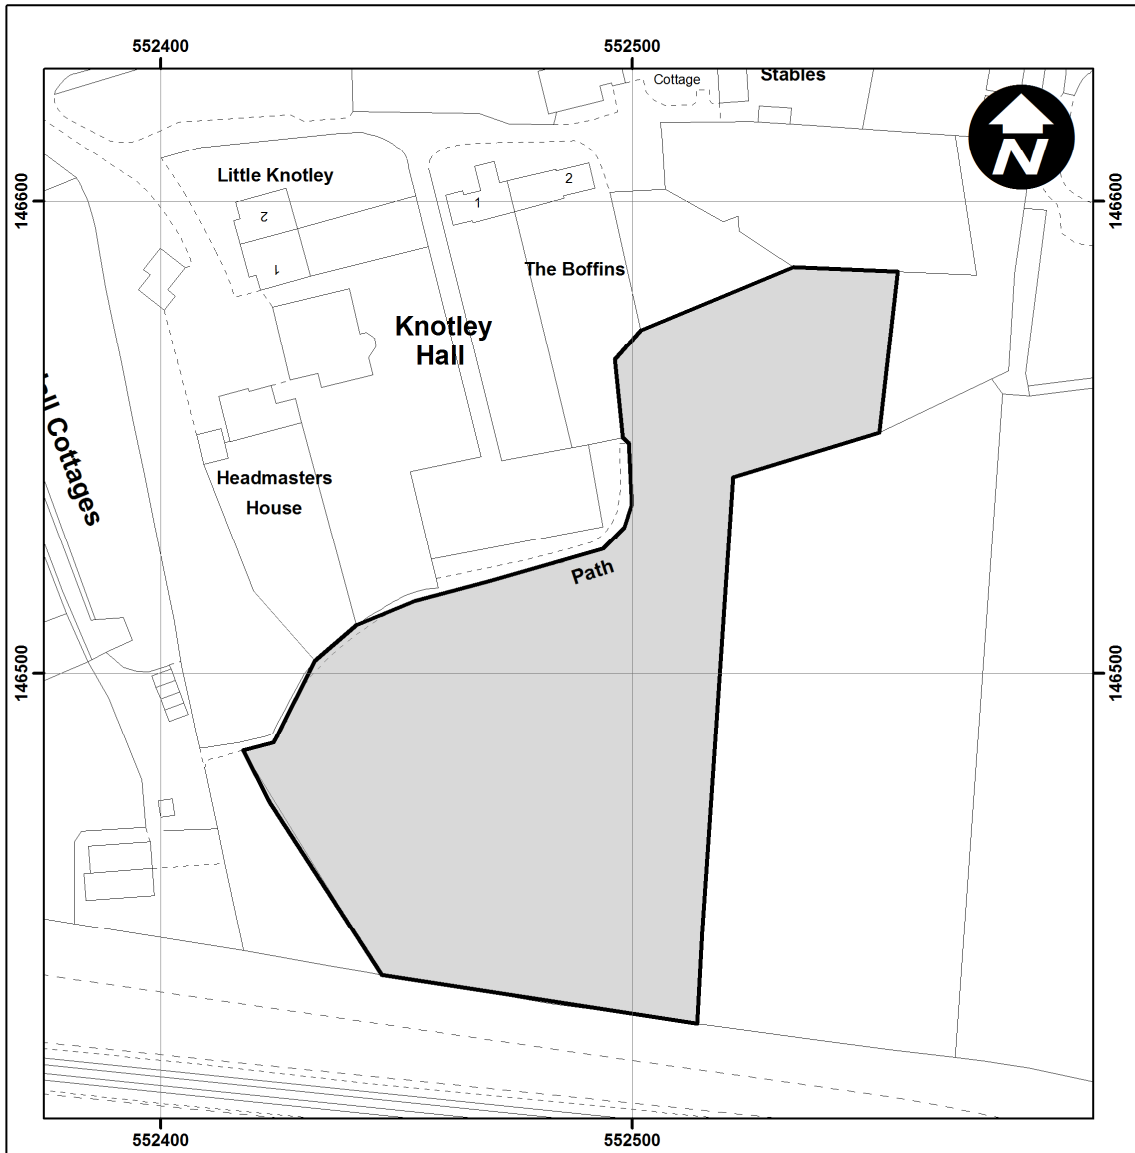 552400
552500
Cottage
Stables
N
146600
146600
Little Knotley
2
1
1
2
The Boffins
Knotley
Hall
Cottages
Headmasters
House
Path
146500
146500
552400
552500